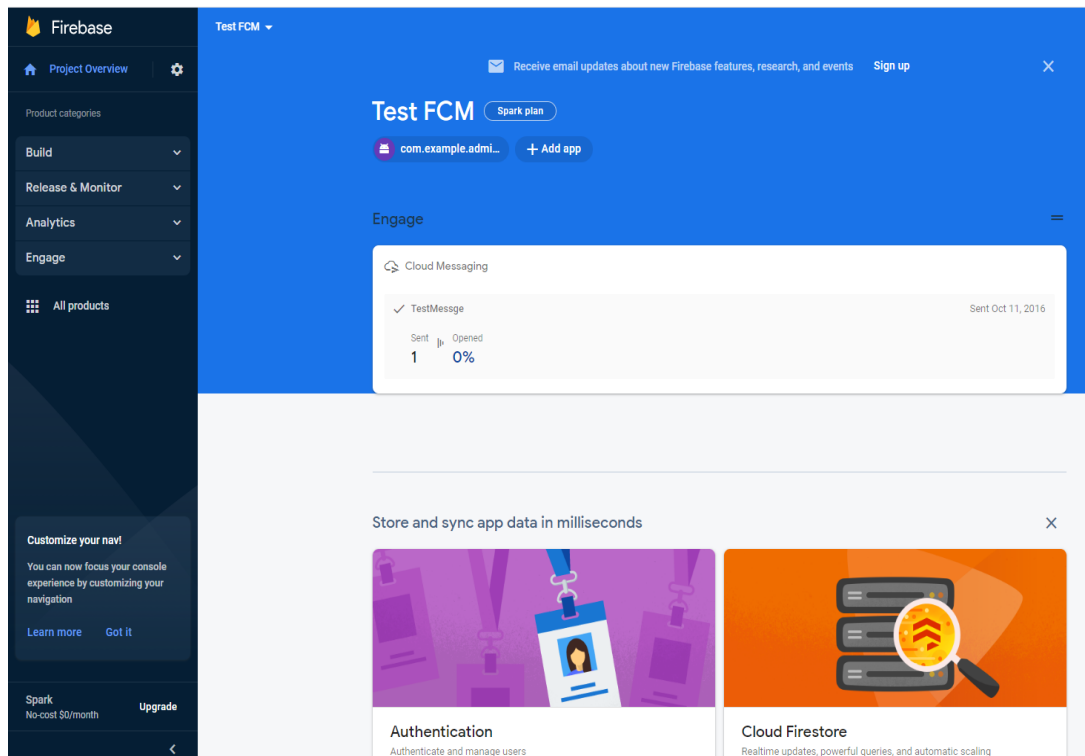 Firebase
Test FCM
Project Overview
Receive email updates about new Firebase features, research, and events Sign up
Product categories
Test FCM Spark plan
com.example.admi... + Add app
Build
Release & Monitor
Analytics
Engage
All products
Engage
Cloud Messaging
TestMessge Sent Oct 11, 2016
Sent Opened
1 0%
Customize your nav!
You can now focus your console
experience by customizing your
navigation
Learn more Got it
Spark
No-cost $0/month Upgrade
Store and sync app data in milliseconds
Authentication
Authenticate and manage users
Cloud Firestore
Realtime updates, powerful queries, and automatic scaling